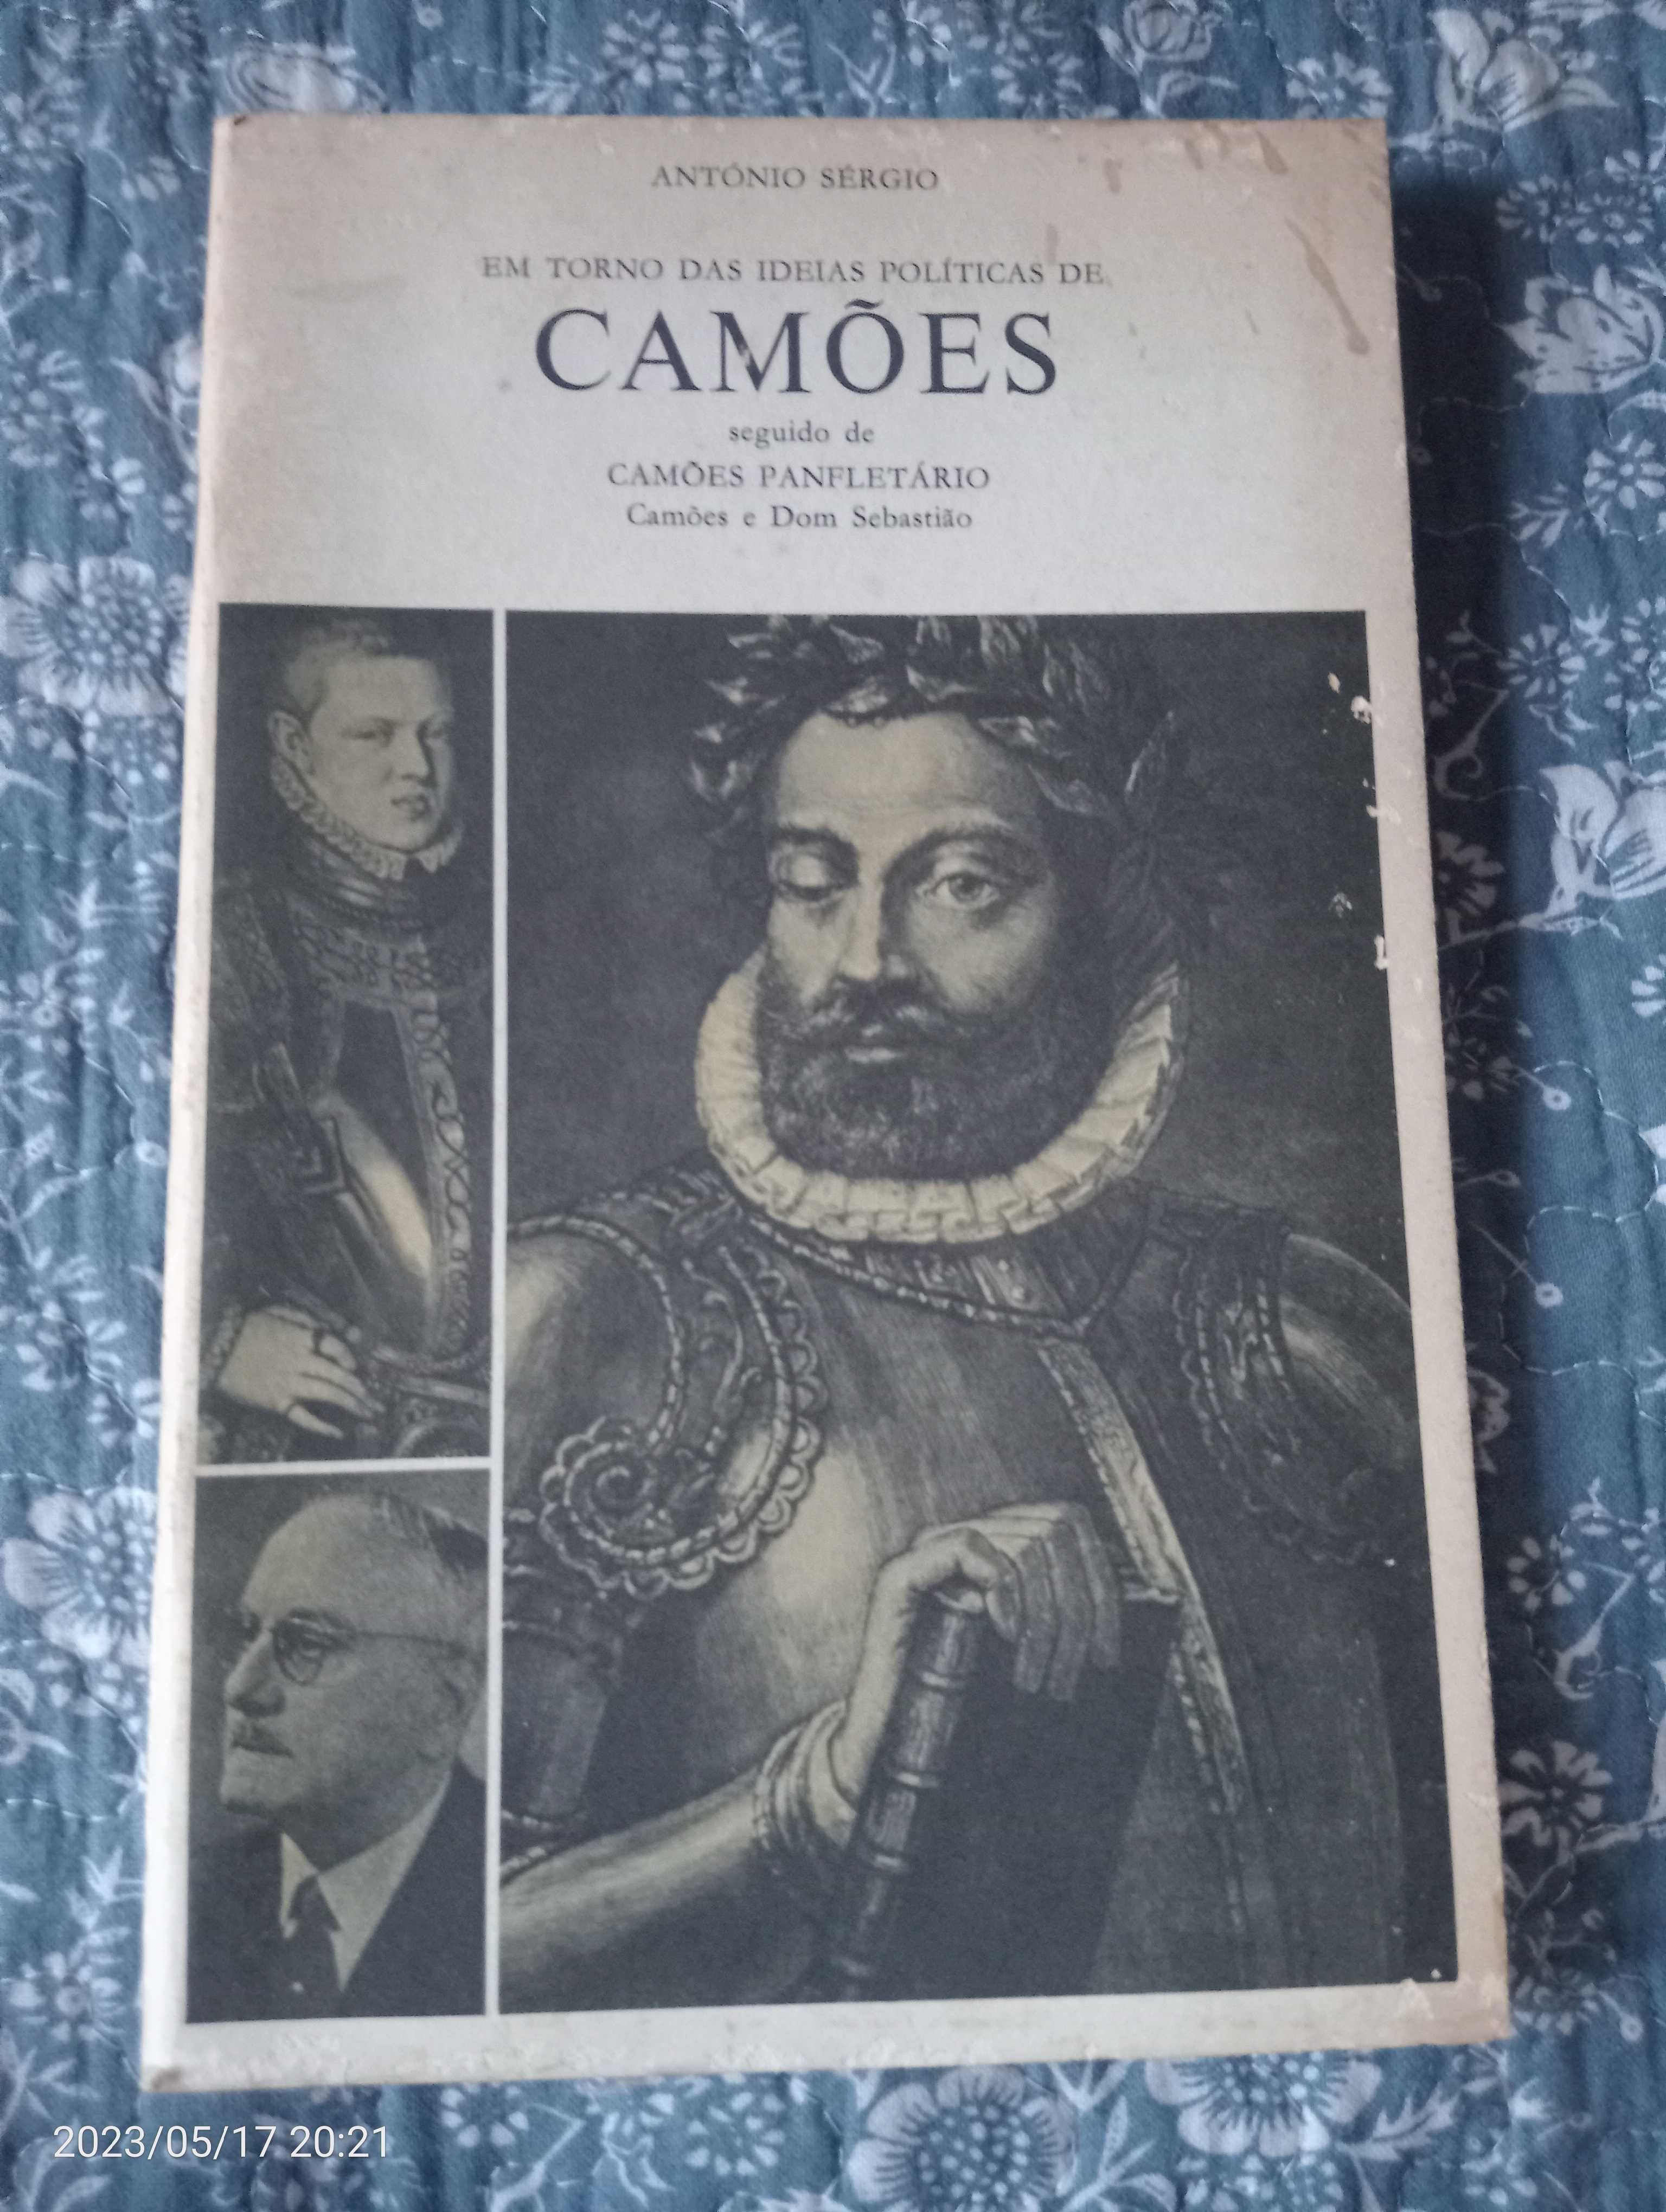 ANTÓNIO SÉRGIO
EM TORNO DAS IDEIAS POLÍTICAS DE
CAMÕES
seguido de
CAMÕES PANFLETÁRIO
Camões e Dom Sebastião
2023/05/17 20:21